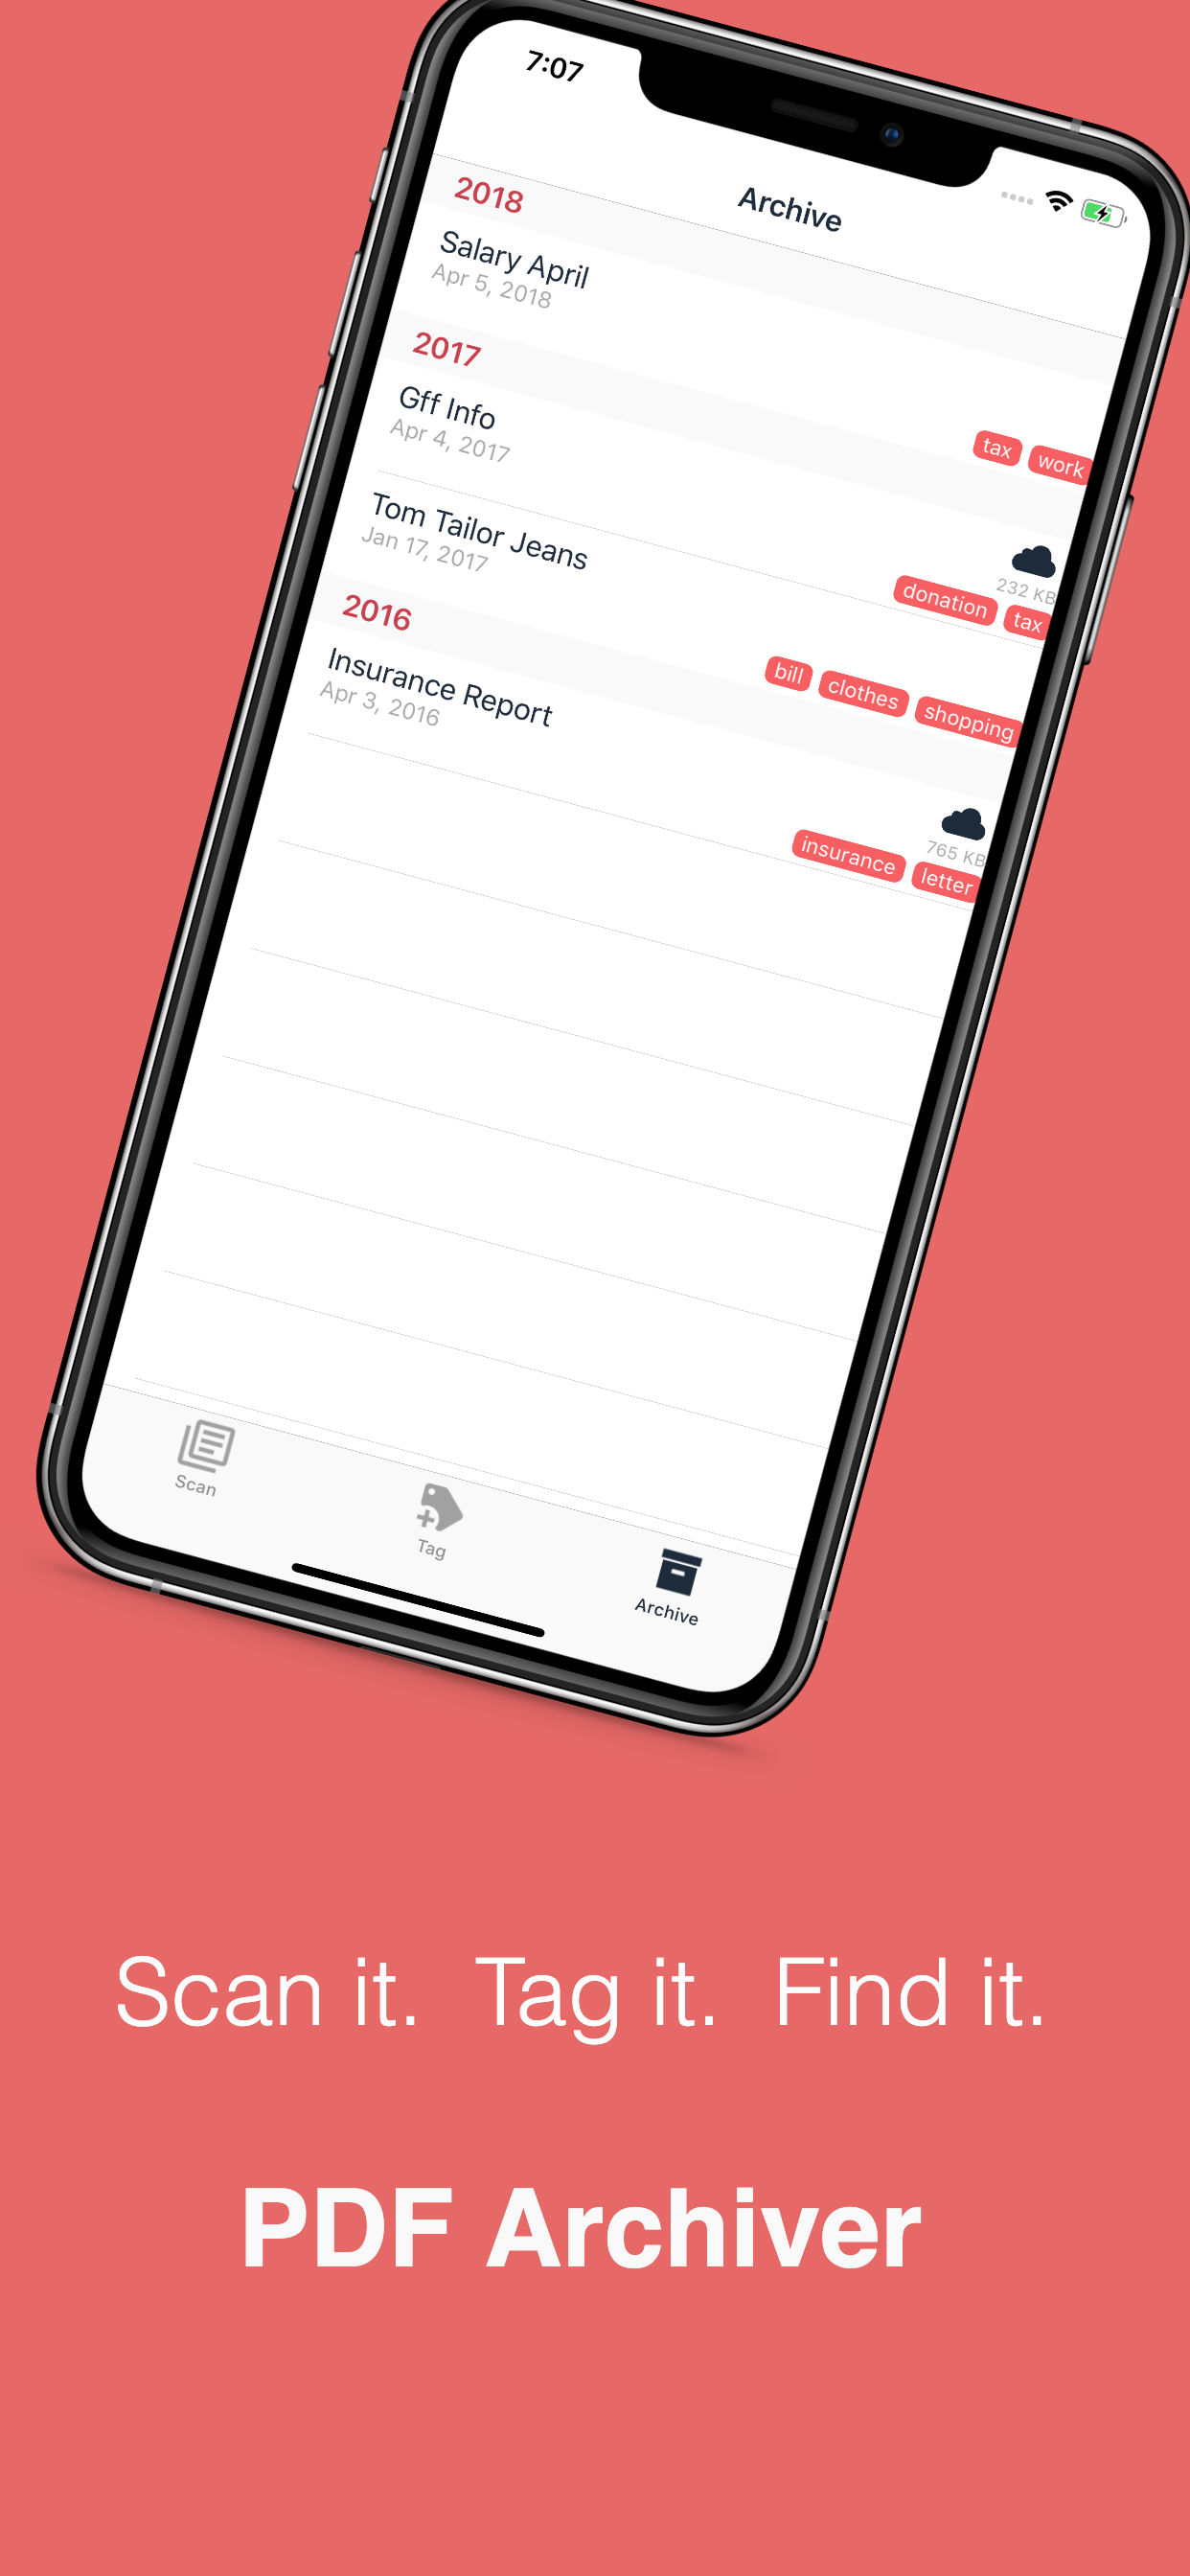 7:07
Archive
2018
Salary April
Apr 5, 2018
tax work
2017
Gff Info
Apr 4, 2017
232 KB
donation tax
Tom Tailor Jeans
Jan 17, 2017
bill clothes shopping
2016
Insurance Report
Apr 3, 2016
765 KB
insurance letter
Scan
Tag
Archive
Scan it. Tag it. Find it.
PDF Archiver